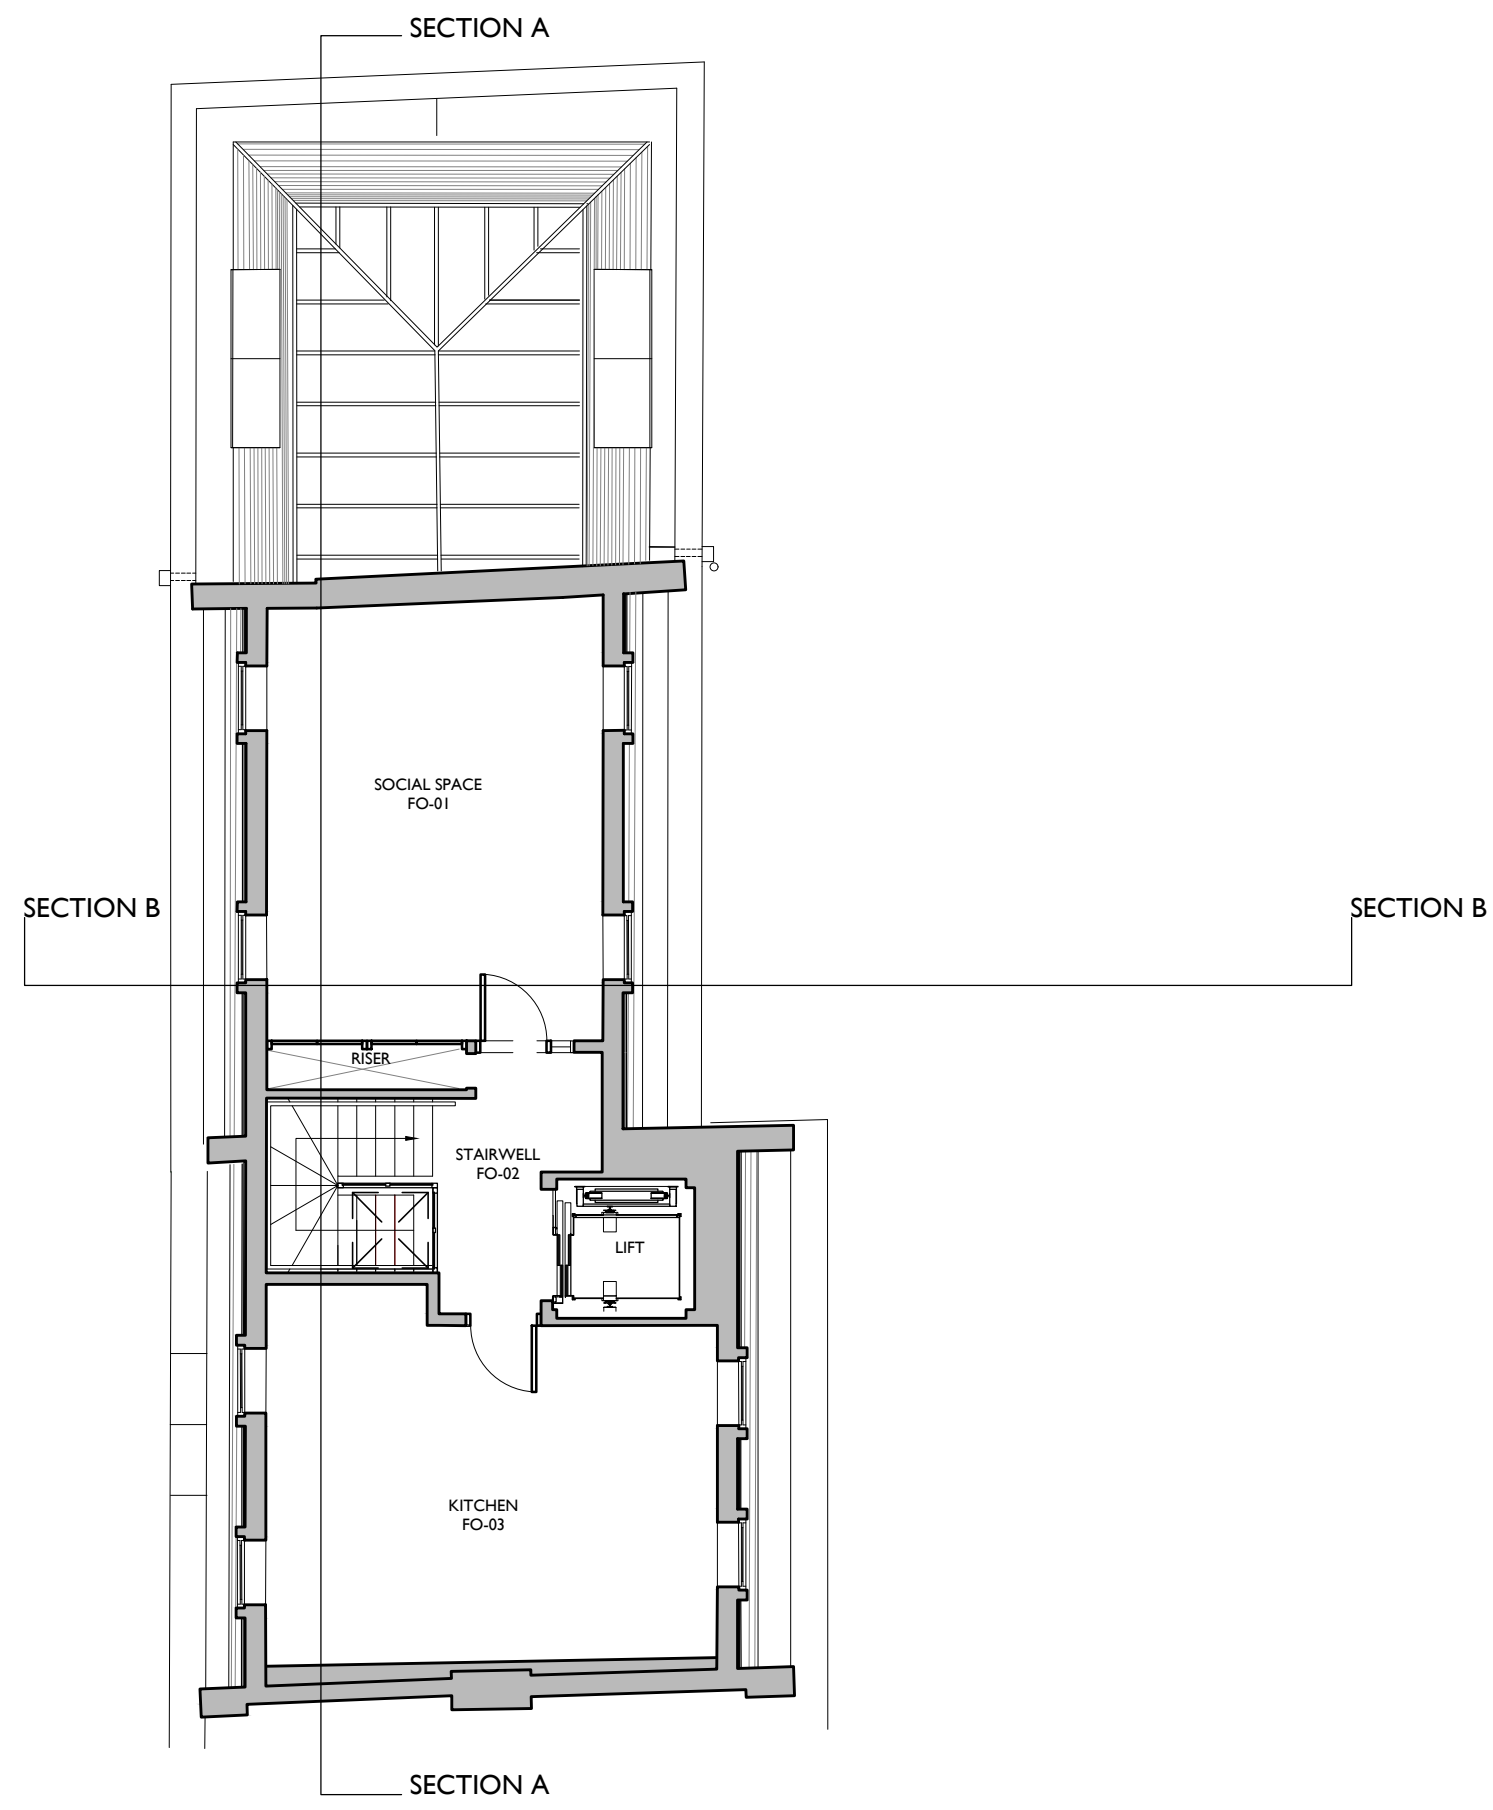 SECTION A
SOCIAL SPACE
FO-01
SECTION B
SECTION B
RISER
STAIRWELL
FO-02
LIFT
KITCHEN
FO-03
SECTION A